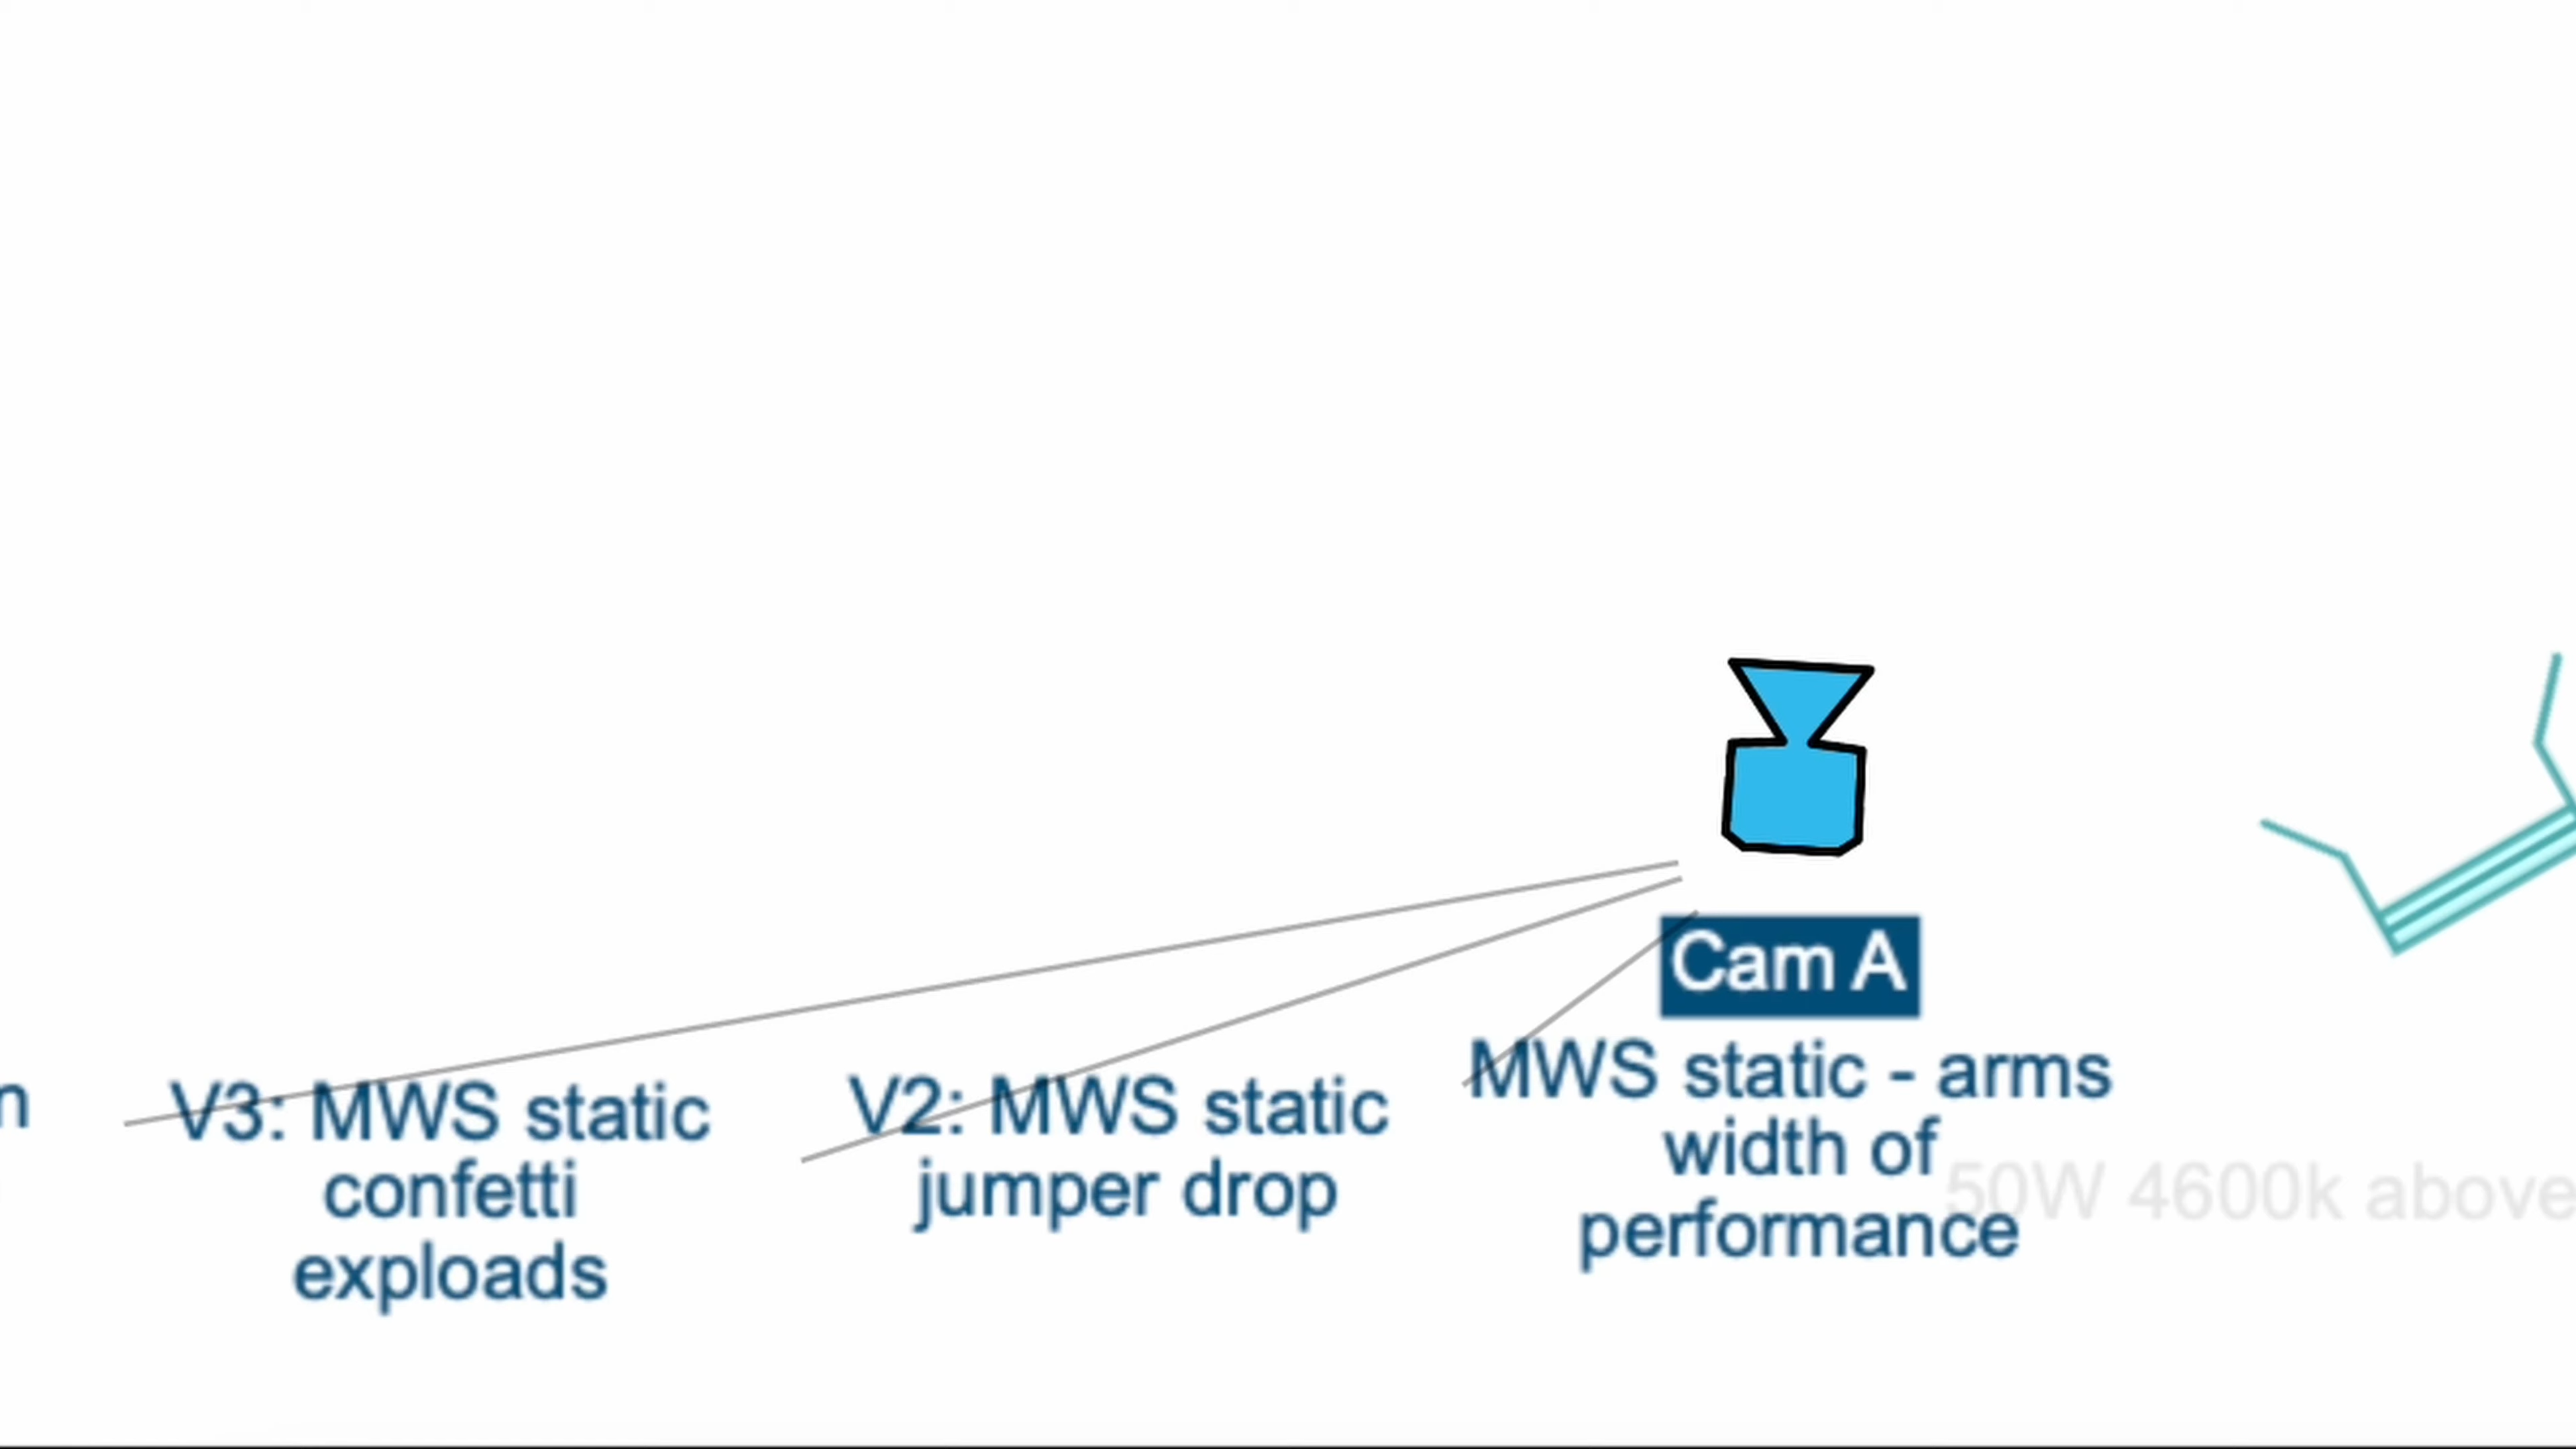 Cam A
MWS static - arms
width of
performance
V2: MWS static
jumper drop
V3: MWS static
confetti
exploads
50W 4600k above